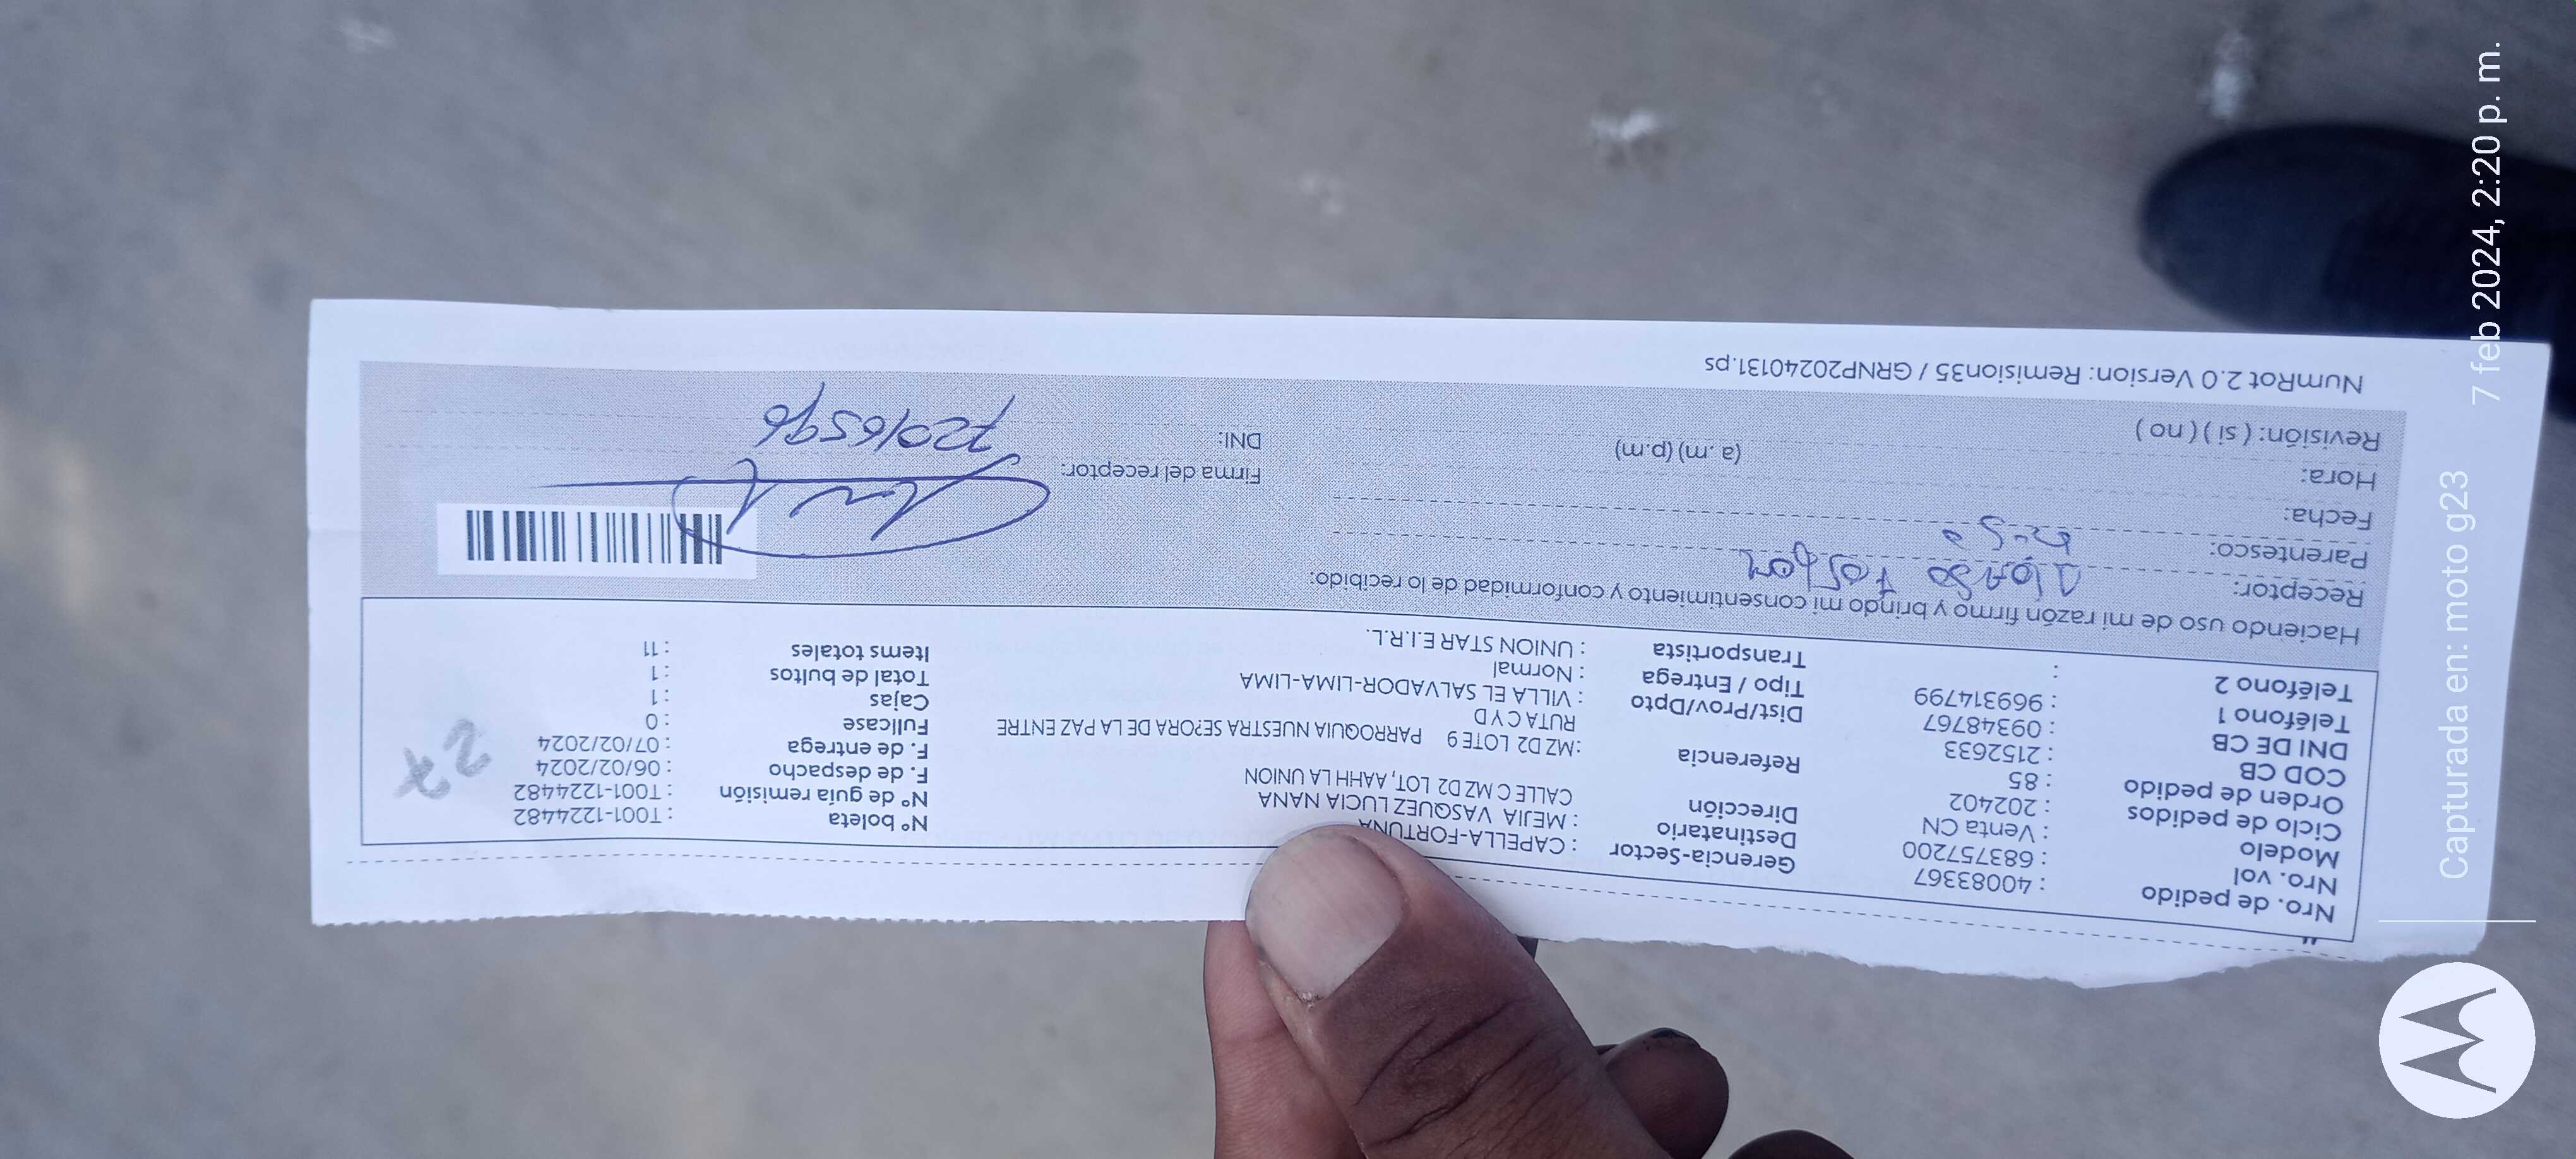 Nro. de pedido : 40083367
Nro. vol : 683757200
Modelo : Venta CN
Ciclo de pedidos : 202402
Orden de pedido : 85
COD CB : 2152633
DNI DE CB : 09348767
Teléfono 1 : 969314799
Teléfono 2 :
Gerencia-Sector : CAPELLA-FORTUNA
Destinatario : MEJIA VASQUEZ LUCIA NANA
Dirección CALLE C MZ D2 LOT, AAHH LA UNION
Referencia : MZ D2 LOTE 9 PARROQUIA NUESTRA SE?ORA DE LA PAZ ENTRE
RUTA C Y D
Dist/Prov/Dpto : VILLA EL SALVADOR-LIMA-LIMA
Tipo / Entrega : Normal
Transportista : UNION STAR E.I.R.L.
N° boleta : T001-1224482
N° de guía remisión : T001-1224482
F. de despacho : 06/02/2024
F. de entrega : 07/02/2024
Fullcase : 0
Cajas : 1
Total de bultos : 1
Items totales : 11
27
Haciendo uso de mi razón firmo y brindo mi consentimiento y conformidad de lo recibido:
Receptor:
Parentesco:
Fecha:
Hora: (a.m) (p.m)
Revisión: ( si ) ( no )
Firma del receptor:
DNI: 72016596
NumRot 2.0 Version: Remision35 / GRNP20240131.ps
Capturada en: moto g23 7 feb 2024, 2:20 p. m.